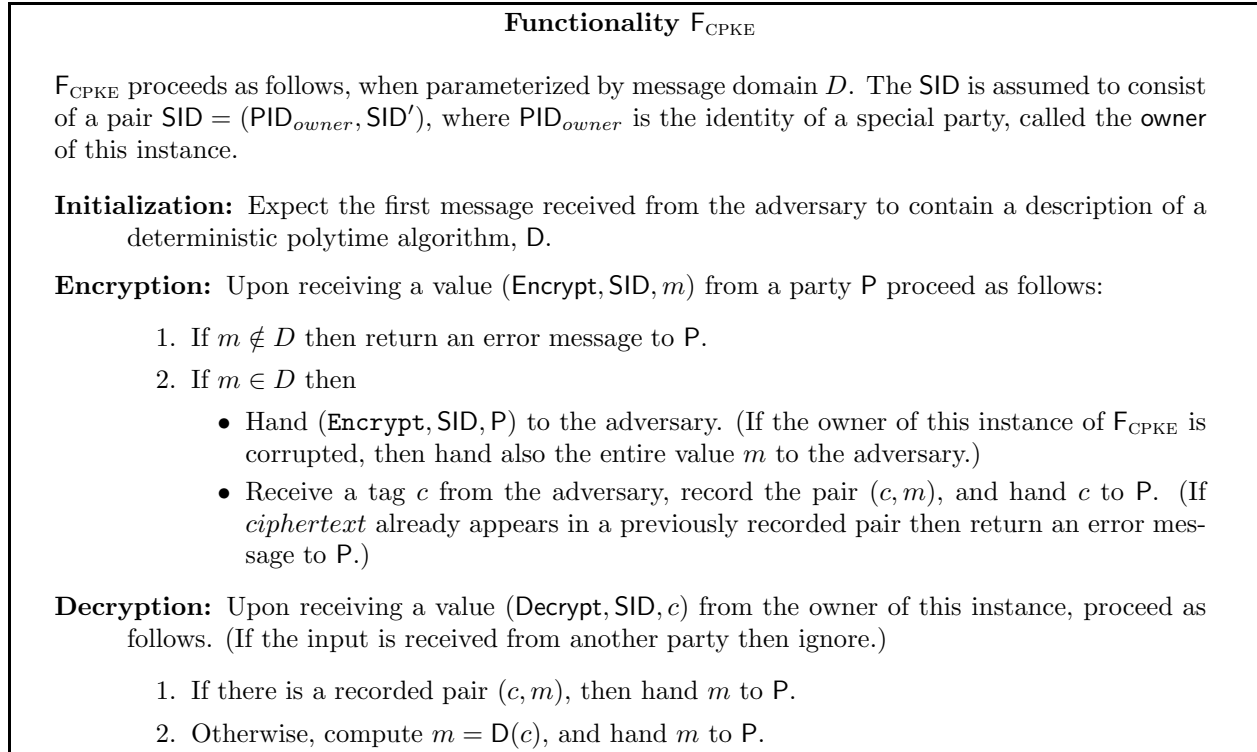 Functionality F_CPKE
F_CPKE proceeds as follows, when parameterized by message domain D. The SID is assumed to consist
of a pair SID = (PID_owner, SID′), where PID_owner is the identity of a special party, called the owner
of this instance.
Initialization: Expect the first message received from the adversary to contain a description of a
deterministic polytime algorithm, D.
Encryption: Upon receiving a value (Encrypt, SID, m) from a party P proceed as follows:
1. If m ∉ D then return an error message to P.
2. If m ∈ D then
• Hand (Encrypt, SID, P) to the adversary. (If the owner of this instance of F_CPKE is
corrupted, then hand also the entire value m to the adversary.)
• Receive a tag c from the adversary, record the pair (c, m), and hand c to P. (If
ciphertext already appears in a previously recorded pair then return an error mes-
sage to P.)
Decryption: Upon receiving a value (Decrypt, SID, c) from the owner of this instance, proceed as
follows. (If the input is received from another party then ignore.)
1. If there is a recorded pair (c, m), then hand m to P.
2. Otherwise, compute m = D(c), and hand m to P.